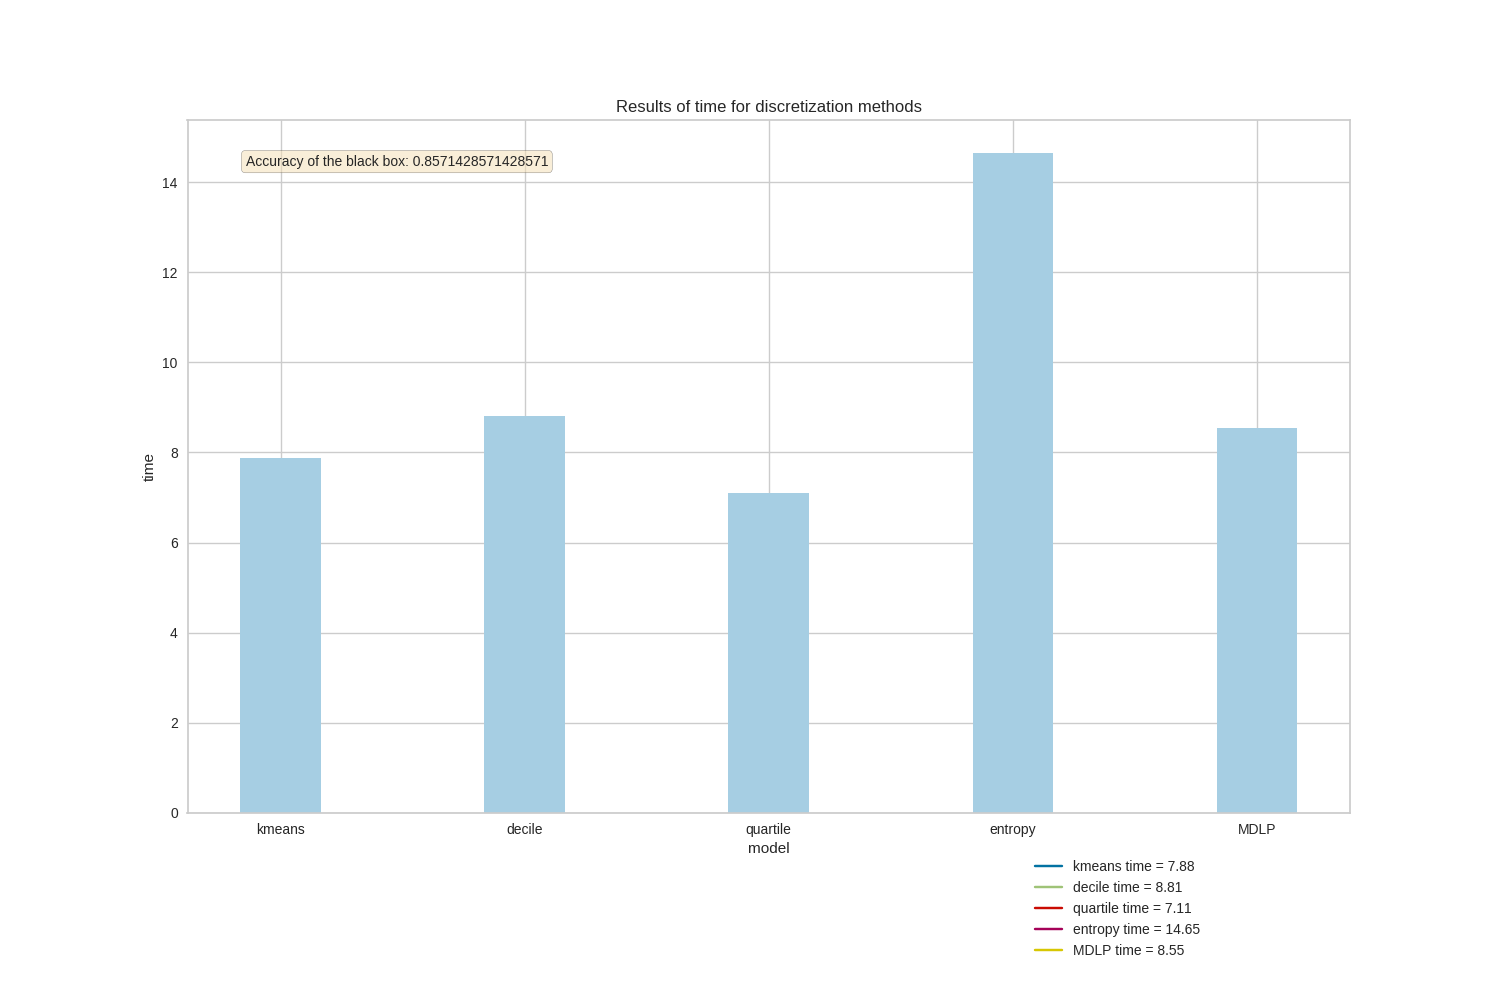 Results of time for discretization methods
Accuracy of the black box: 0.8571428571428571
14
12
10
8
6
4
2
0
time
kmeans
decile
quartile
entropy
MDLP
model
kmeans time = 7.88
decile time = 8.81
quartile time = 7.11
entropy time = 14.65
MDLP time = 8.55